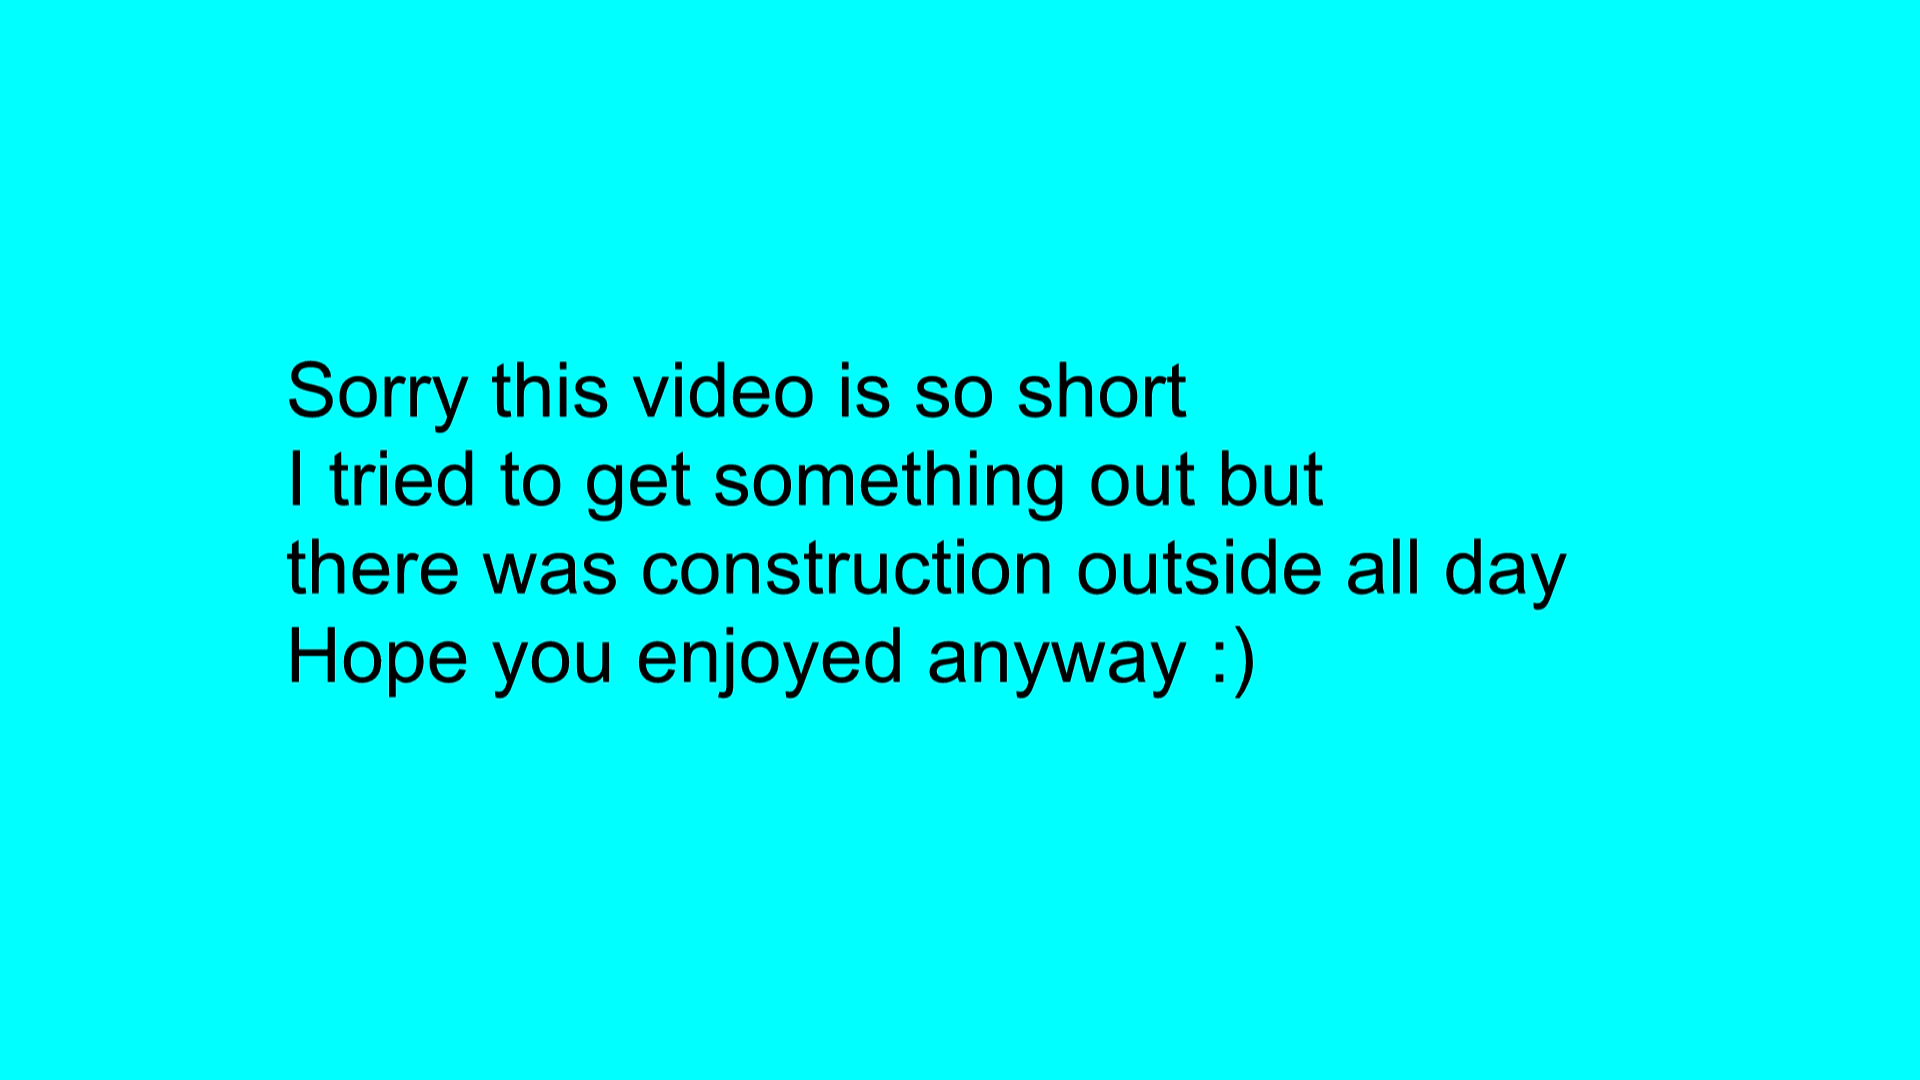 Sorry this video is so short
I tried to get something out but
there was construction outside all day
Hope you enjoyed anyway :)